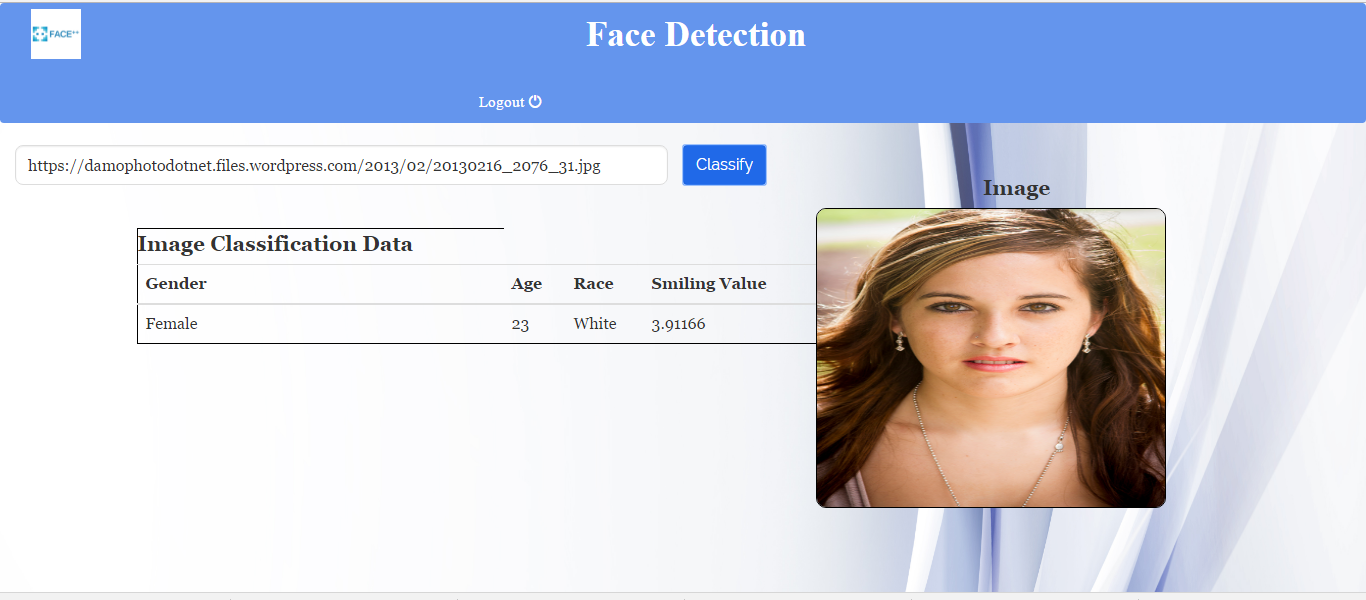 FACE++
Face Detection
Logout
https://damophotodotnet.files.wordpress.com/2013/02/20130216_2076_31.jpg
Classify
Image
Image Classification Data
Gender Age Race Smiling Value
Female 23 White 3.91166